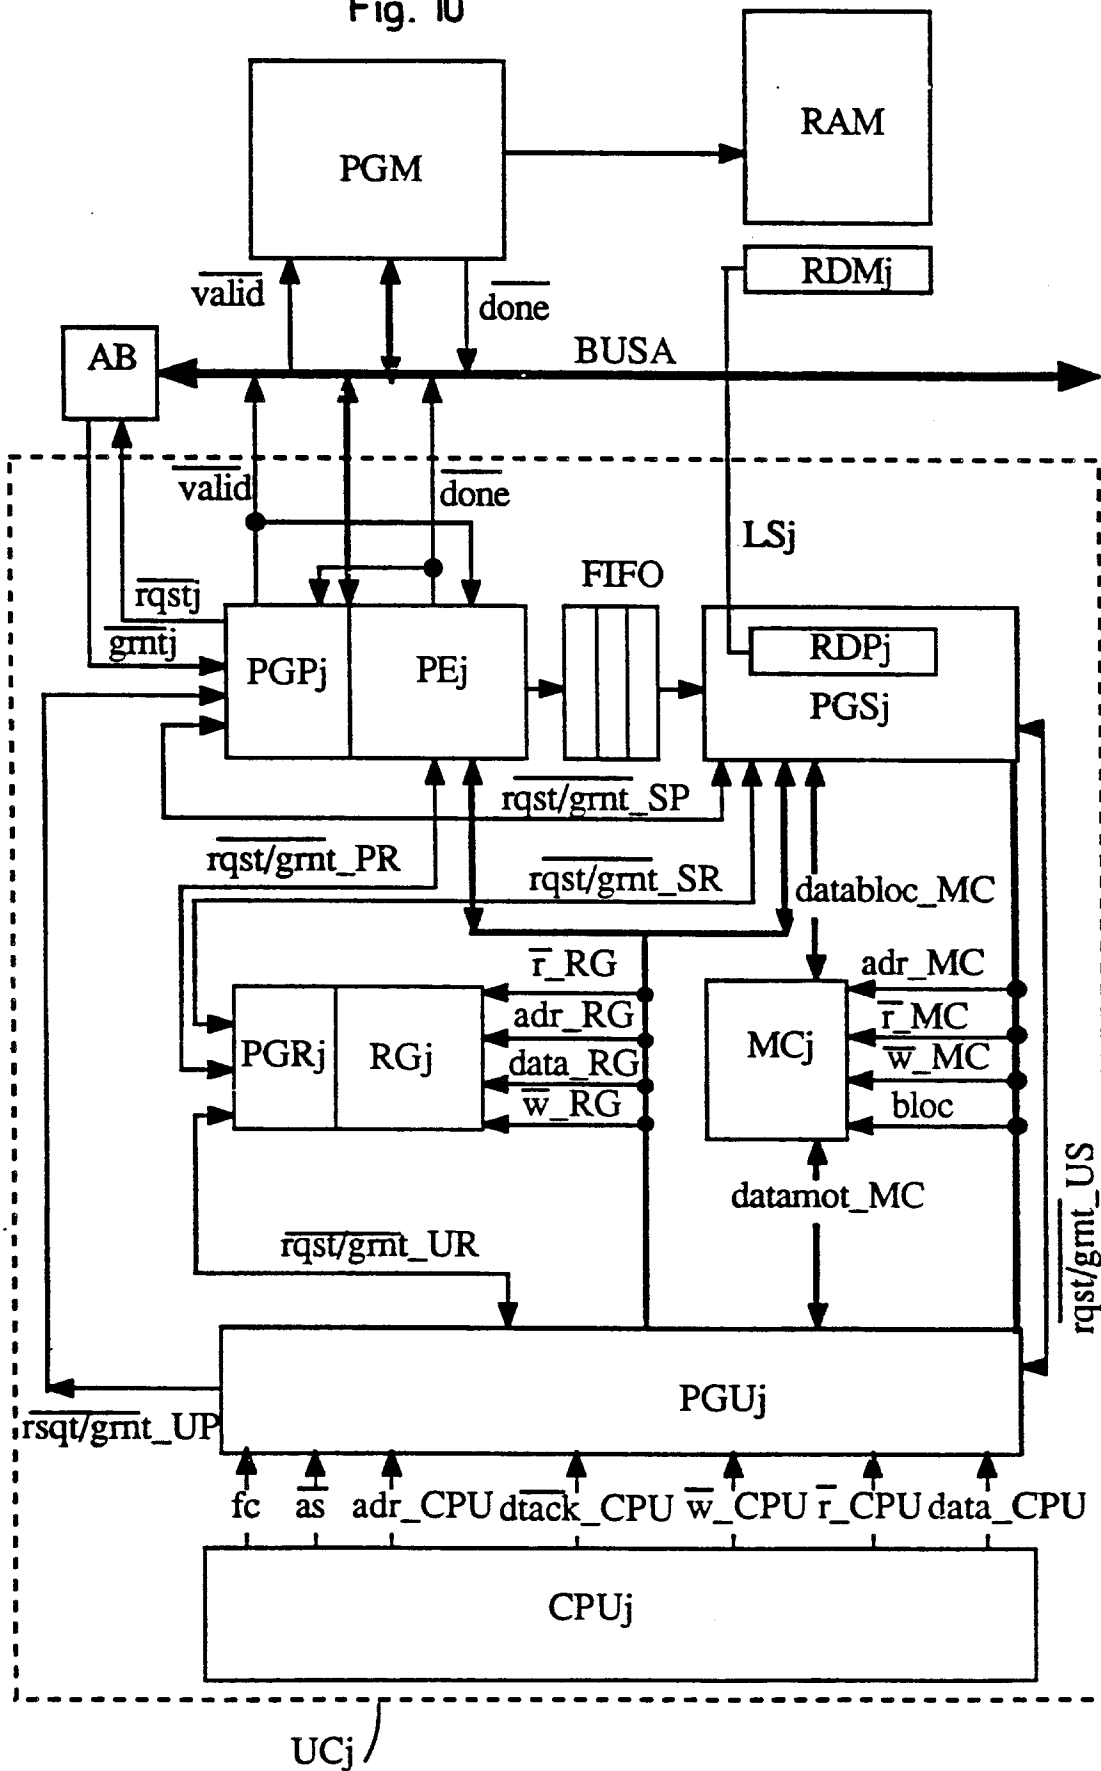 Fig. 10
RAM
PGM
RDMj
valid
done
AB
BUSA
valid
done
LSj
FIFO
rqstj
grntj
PGPj
PEj
RDPj
PGSj
rqst/grnt_SP
rqst/grnt_PR
rqst/grnt_SR
databloc_MC
r_RG
adr_MC
adr_RG
r_MC
PGRj
RGj
MCj
data_RG
w_MC
w_RG
bloc
datamot_MC
rqst/grnt_US
rqst/grnt_UR
PGUj
rsqt/grnt_UP
fc as adr_CPU dtack_CPU w_CPU r_CPU data_CPU
CPUj
UCj